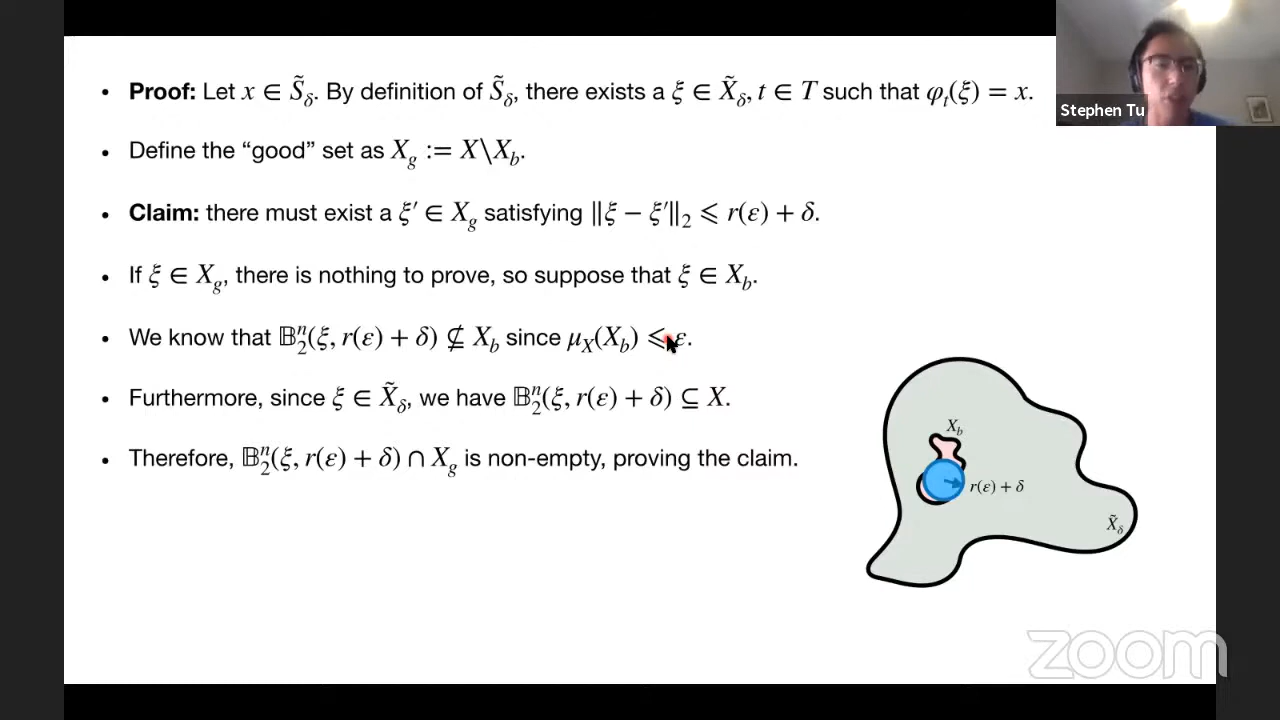 Stephen Tu
• Proof: Let x ∈ S̃_δ. By definition of S̃_δ, there exists a ξ ∈ X̃_δ, t ∈ T such that φ_t(ξ) = x.
• Define the “good” set as X_g := X\X_b.
• Claim: there must exist a ξ′ ∈ X_g satisfying ‖ξ − ξ′‖_2 ⩽ r(ε) + δ.
• If ξ ∈ X_g, there is nothing to prove, so suppose that ξ ∈ X_b.
• We know that 𝔹_2^n(ξ, r(ε) + δ) ⊈ X_b since μ_X(X_b) ⩽ ε.
• Furthermore, since ξ ∈ X̃_δ, we have 𝔹_2^n(ξ, r(ε) + δ) ⊆ X.
• Therefore, 𝔹_2^n(ξ, r(ε) + δ) ∩ X_g is non-empty, proving the claim.
X_b
r(ε) + δ
X̃_δ
zoom